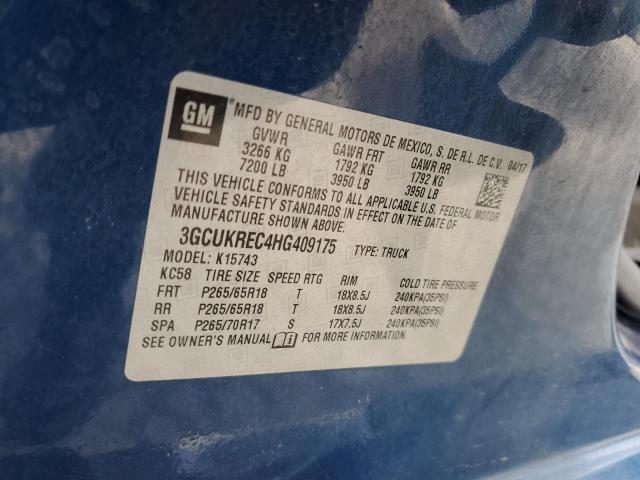 GM
®MFD BY GENERAL MOTORS DE MEXICO, S. DE R.L. DE C.V. 04/17
GVWR GAWR FRT GAWR RR
3266 KG 1792 KG 1792 KG
7200 LB 3950 LB 3950 LB
THIS VEHICLE CONFORMS TO ALL APPLICABLE U.S. FEDERAL MOTOR
VEHICLE SAFETY STANDARDS IN EFFECT ON THE DATE OF
MANUFACTURE SHOWN ABOVE.
3GCUKREC4HG409175 TYPE: TRUCK
MODEL: K15743
KC58 TIRE SIZE SPEED RTG RIM COLD TIRE PRESSURE
FRT P265/65R18 T 18X8.5J 240KPA(35PSI)
RR P265/65R18 T 18X8.5J 240KPA(35PSI)
SPA P265/70R17 S 17X7.5J 240KPA(35PSI)
SEE OWNER'S MANUAL FOR MORE INFORMATION.